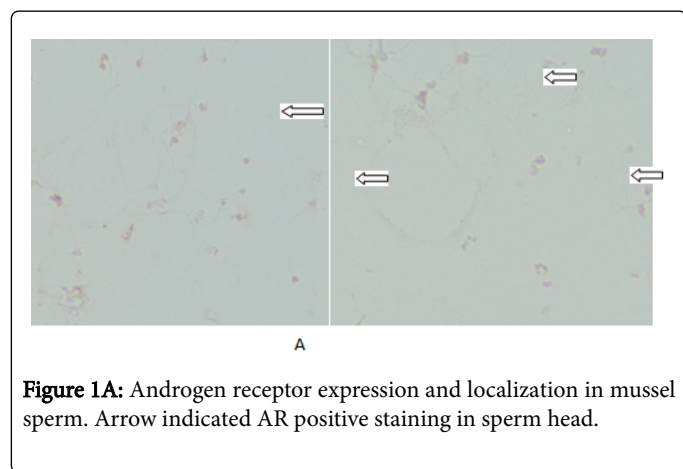 A
Figure 1A: Androgen receptor expression and localization in mussel
sperm. Arrow indicated AR positive staining in sperm head.